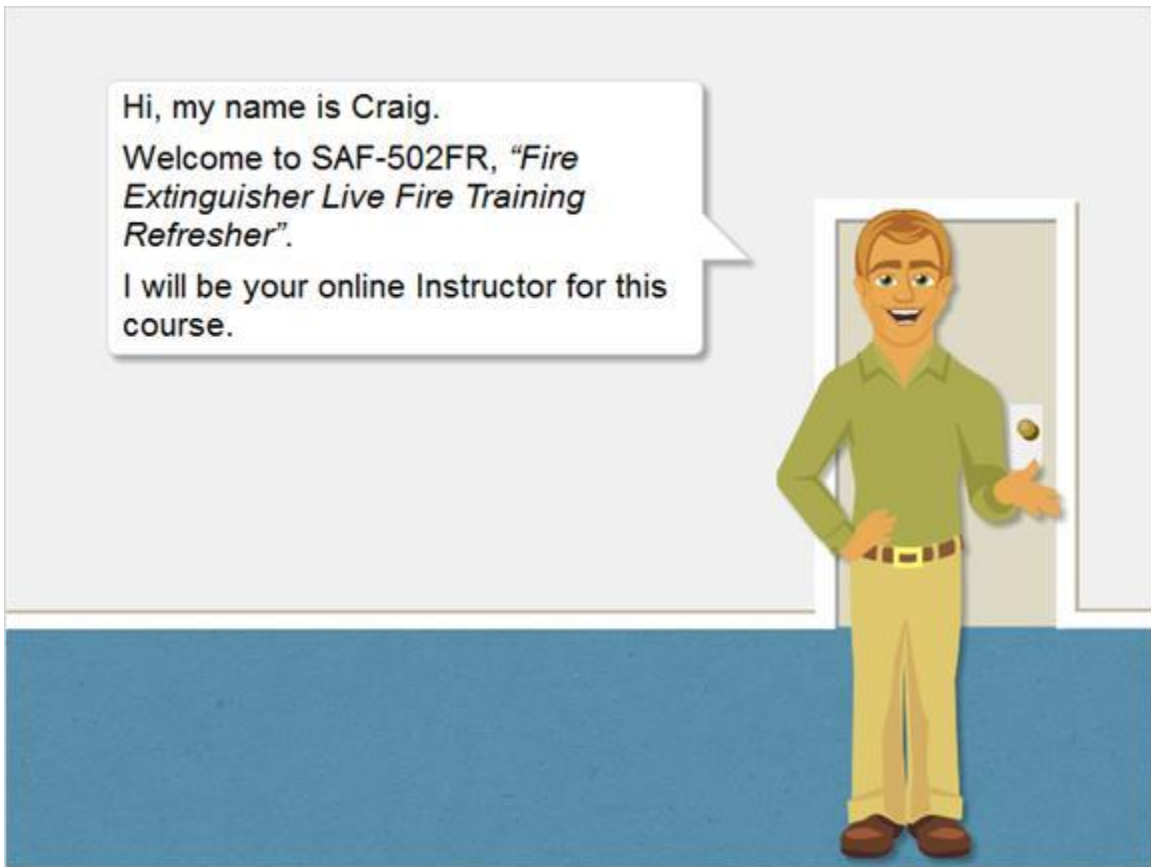 Hi, my name is Craig.
Welcome to SAF-502FR, “Fire
Extinguisher Live Fire Training
Refresher”.
I will be your online Instructor for this
course.